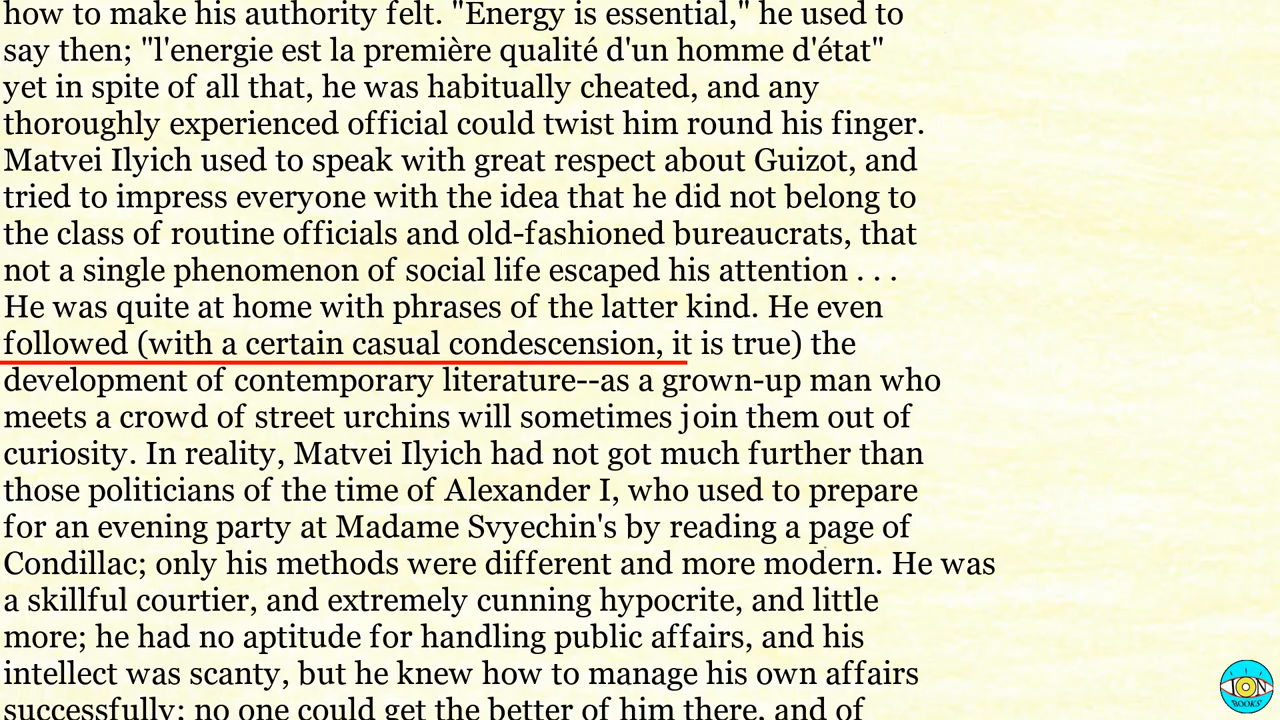 how to make his authority felt. "Energy is essential," he used to
say then; "l'energie est la première qualité d'un homme d'état"
yet in spite of all that, he was habitually cheated, and any
thoroughly experienced official could twist him round his finger.
Matvei Ilyich used to speak with great respect about Guizot, and
tried to impress everyone with the idea that he did not belong to
the class of routine officials and old-fashioned bureaucrats, that
not a single phenomenon of social life escaped his attention . . .
He was quite at home with phrases of the latter kind. He even
followed (with a certain casual condescension, it is true) the
development of contemporary literature--as a grown-up man who
meets a crowd of street urchins will sometimes join them out of
curiosity. In reality, Matvei Ilyich had not got much further than
those politicians of the time of Alexander I, who used to prepare
for an evening party at Madame Svyechin's by reading a page of
Condillac; only his methods were different and more modern. He was
a skillful courtier, and extremely cunning hypocrite, and little
more; he had no aptitude for handling public affairs, and his
intellect was scanty, but he knew how to manage his own affairs
successfully; no one could get the better of him there, and of
ION
BOOKS